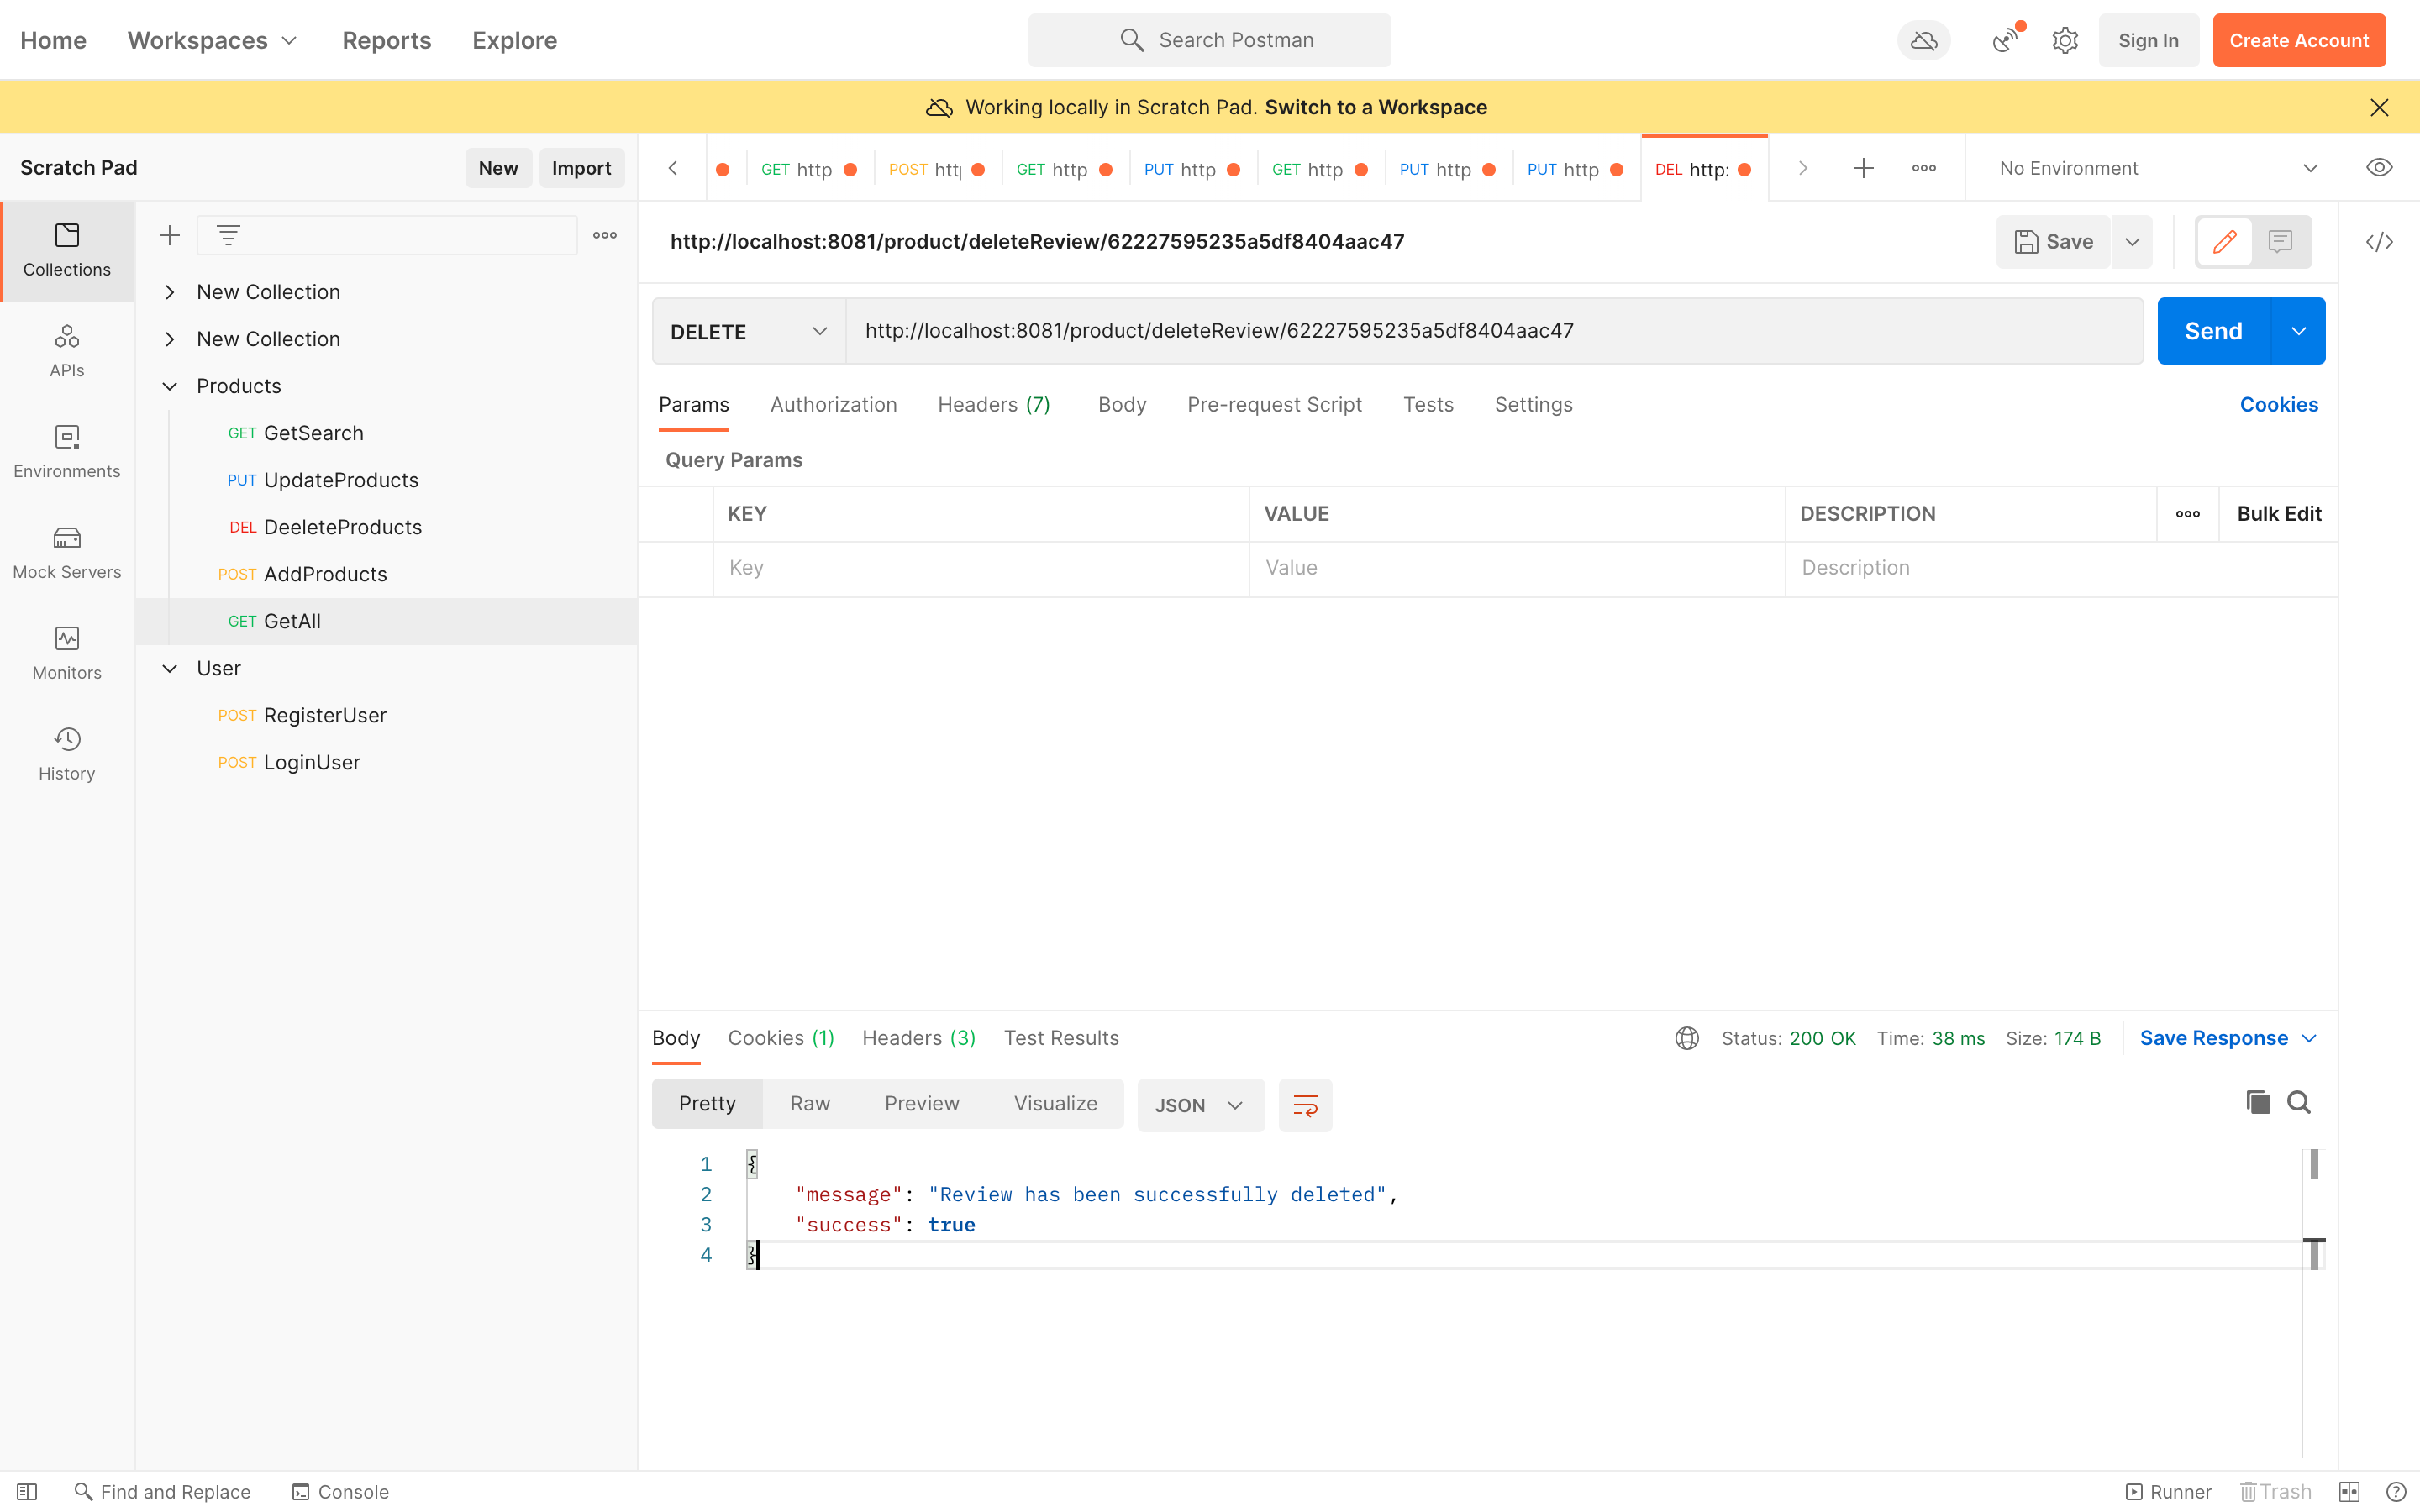 Home Workspaces Reports Explore Search Postman Sign In Create Account
Working locally in Scratch Pad. Switch to a Workspace
Scratch Pad New Import GET http POST htt GET http PUT http GET http PUT http PUT http DEL http: No Environment
http://localhost:8081/product/deleteReview/62227595235a5df8404aac47 Save
DELETE http://localhost:8081/product/deleteReview/62227595235a5df8404aac47 Send
Params Authorization Headers (7) Body Pre-request Script Tests Settings Cookies
Query Params
KEY VALUE DESCRIPTION Bulk Edit
Key Value Description
Collections
APIs
Environments
Mock Servers
Monitors
History
New Collection
New Collection
Products
GET GetSearch
PUT UpdateProducts
DEL DeeleteProducts
POST AddProducts
GET GetAll
User
POST RegisterUser
POST LoginUser
Body Cookies (1) Headers (3) Test Results Status: 200 OK Time: 38 ms Size: 174 B Save Response
Pretty Raw Preview Visualize JSON
1 {
2 "message": "Review has been successfully deleted",
3 "success": true
4 }
Find and Replace Console Runner Trash